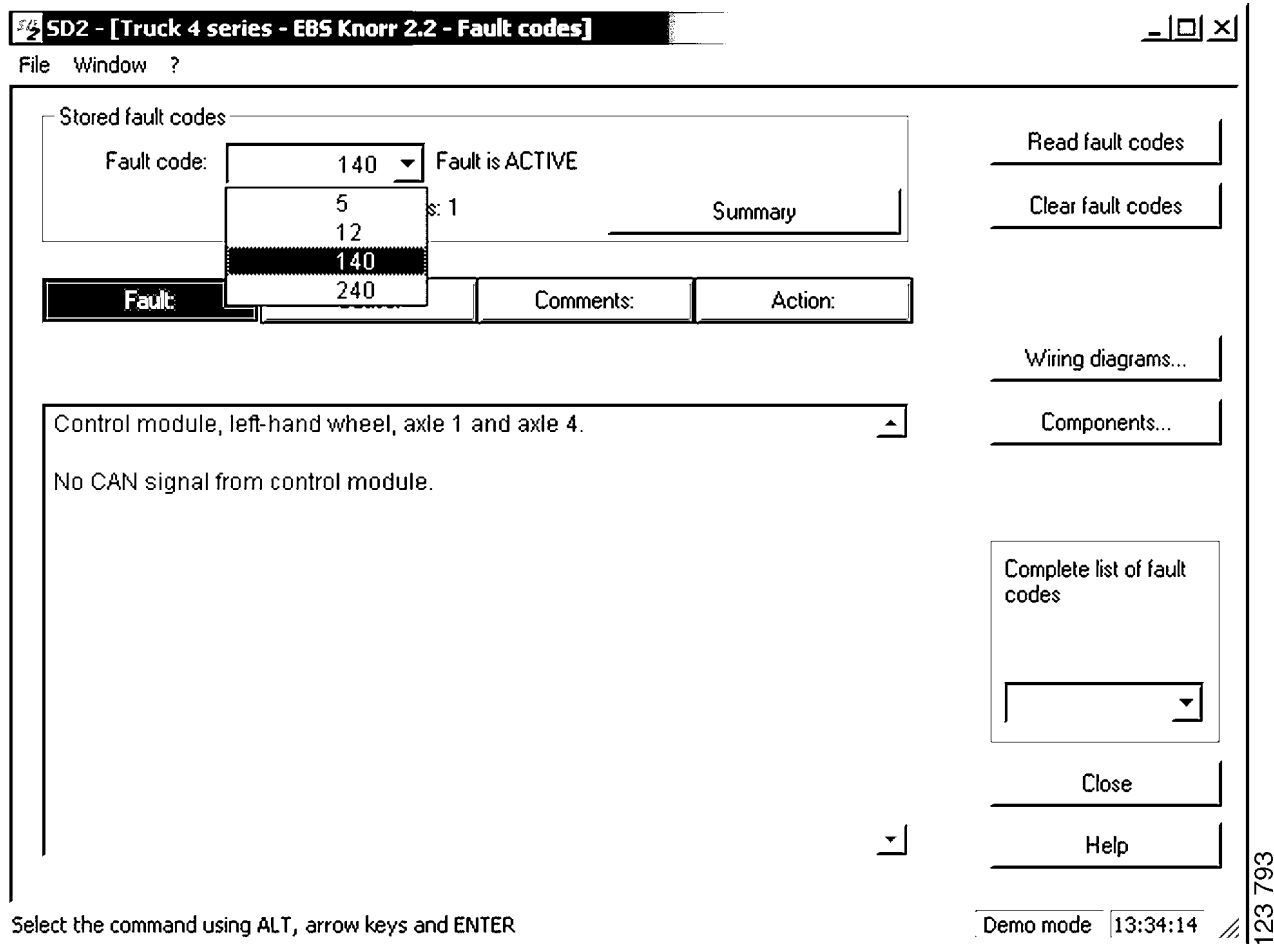 SD2 - [Truck 4 series - EBS Knorr 2.2 - Fault codes]
File Window ?
Stored fault codes
Fault code: 140 Fault is ACTIVE
5
12
140
240
s: 1
Summary
Read fault codes
Clear fault codes
Fault: Comments: Action:
Wiring diagrams...
Components...
Control module, left-hand wheel, axle 1 and axle 4.
No CAN signal from control module.
Complete list of fault
codes
Close
Help
Select the command using ALT, arrow keys and ENTER
Demo mode 13:34:14
123 793